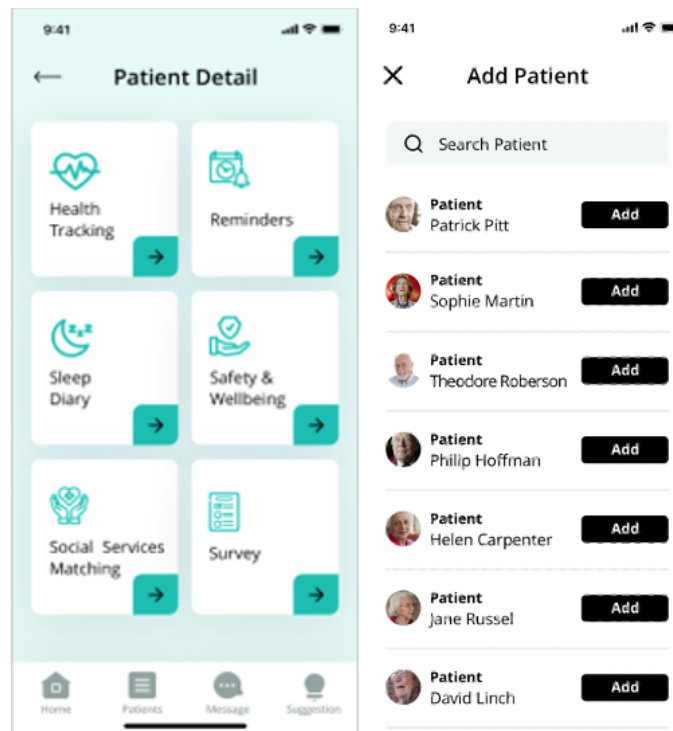 9:41
Patient Detail
Health
Tracking
Reminders
Sleep
Diary
Safety &
Wellbeing
Social Services
Matching
Survey
Home
Patients
Message
Suggestion
9:41
Add Patient
Search Patient
Patient
Patrick Pitt
Add
Patient
Sophie Martin
Add
Patient
Theodore Roberson
Add
Patient
Philip Hoffman
Add
Patient
Helen Carpenter
Add
Patient
Jane Russel
Add
Patient
David Linch
Add